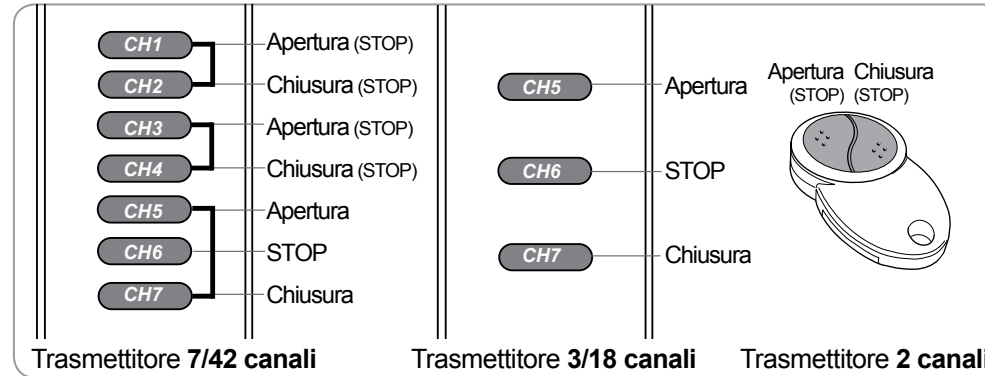 CH1 Apertura (STOP)
CH2 Chiusura (STOP)
CH3 Apertura (STOP)
CH4 Chiusura (STOP)
CH5 Apertura
CH6 STOP
CH7 Chiusura
Trasmettitore 7/42 canali
CH5 Apertura
CH6 STOP
CH7 Chiusura
Trasmettitore 3/18 canali
Apertura Chiusura
(STOP) (STOP)
Trasmettitore 2 canali